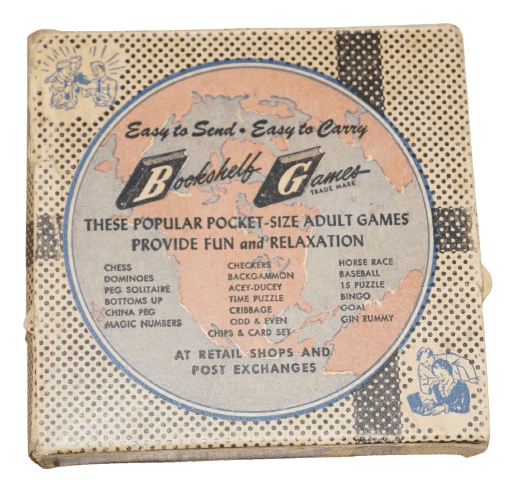 Easy to Send • Easy to Carry
Bookshelf Games
TRADE MARK
THESE POPULAR POCKET-SIZE ADULT GAMES
PROVIDE FUN and RELAXATION
CHESS
DOMINOES
PEG SOLITAIRE
BOTTOMS UP
CHINA PEG
MAGIC NUMBERS
CHECKERS
BACKGAMMON
ACEY-DUCEY
TIME PUZZLE
CRIBBAGE
ODD & EVEN
CHIPS & CARD SET
HORSE RACE
BASEBALL
15 PUZZLE
BINGO
GOAL
GIN RUMMY
AT RETAIL SHOPS AND
POST EXCHANGES